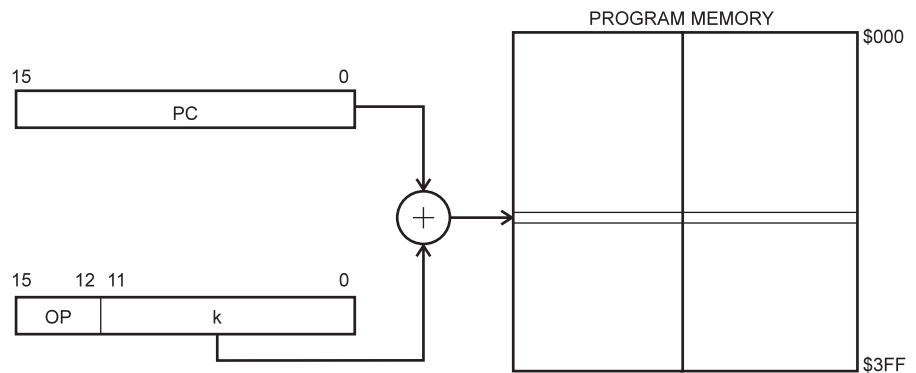 PROGRAM MEMORY
$000
15 0
PC
+
15 12 11 0
OP k
$3FF